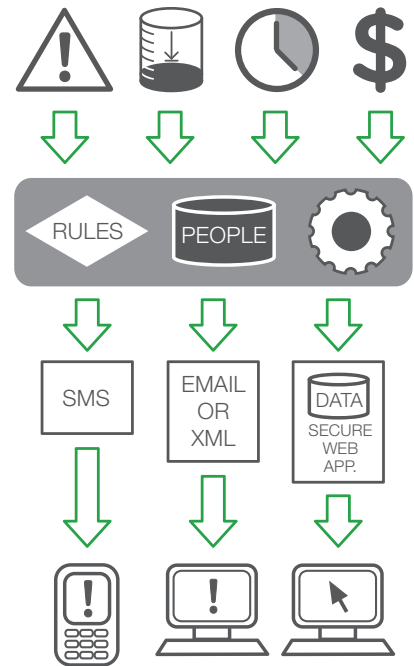 $
RULES
PEOPLE
SMS
EMAIL
OR
XML
DATA
SECURE
WEB
APP.